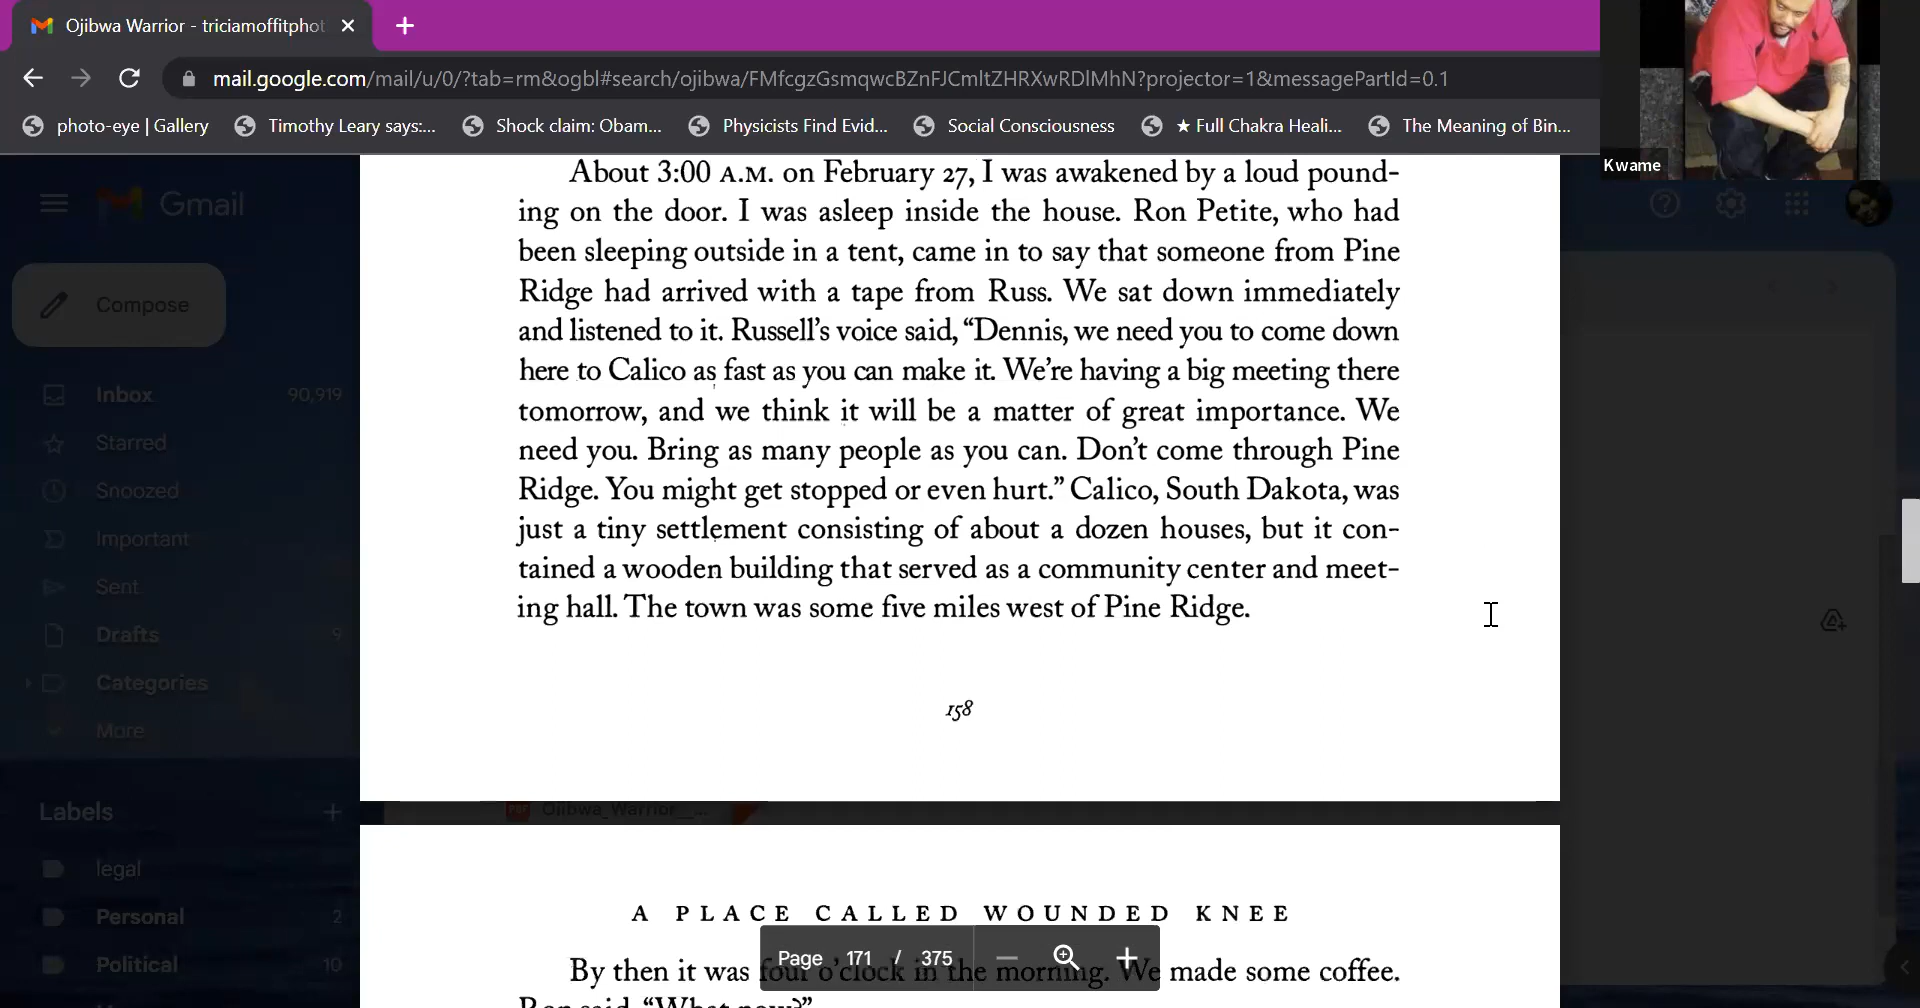 Ojibwa Warrior - triciamoffitphot
mail.google.com/mail/u/0/?tab=rm&ogbl#search/ojibwa/FMfcgzGsmqwcBZnFJCmltZHRXwRDlMhN?projector=1&messagePartId=0.1
photo-eye | Gallery
Timothy Leary says:...
Shock claim: Obam...
Physicists Find Evid...
Social Consciousness
★ Full Chakra Heali...
The Meaning of Bin...
Kwame
Gmail
Compose
Inbox 90,919
Starred
Snoozed
Important
Sent
Drafts 9
Categories
More
Labels +
legal
Personal 2
Political 10
About 3:00 A.M. on February 27, I was awakened by a loud pound-
ing on the door. I was asleep inside the house. Ron Petite, who had
been sleeping outside in a tent, came in to say that someone from Pine
Ridge had arrived with a tape from Russ. We sat down immediately
and listened to it. Russell’s voice said, “Dennis, we need you to come down
here to Calico as fast as you can make it. We’re having a big meeting there
tomorrow, and we think it will be a matter of great importance. We
need you. Bring as many people as you can. Don’t come through Pine
Ridge. You might get stopped or even hurt.” Calico, South Dakota, was
just a tiny settlement consisting of about a dozen houses, but it con-
tained a wooden building that served as a community center and meet-
ing hall. The town was some five miles west of Pine Ridge.
158
PDF Ojibwa_Warrior__...
A PLACE CALLED WOUNDED KNEE
By then it was four o’clock in the morning. We made some coffee.
Ron said, “What now?”
Page 171 / 375